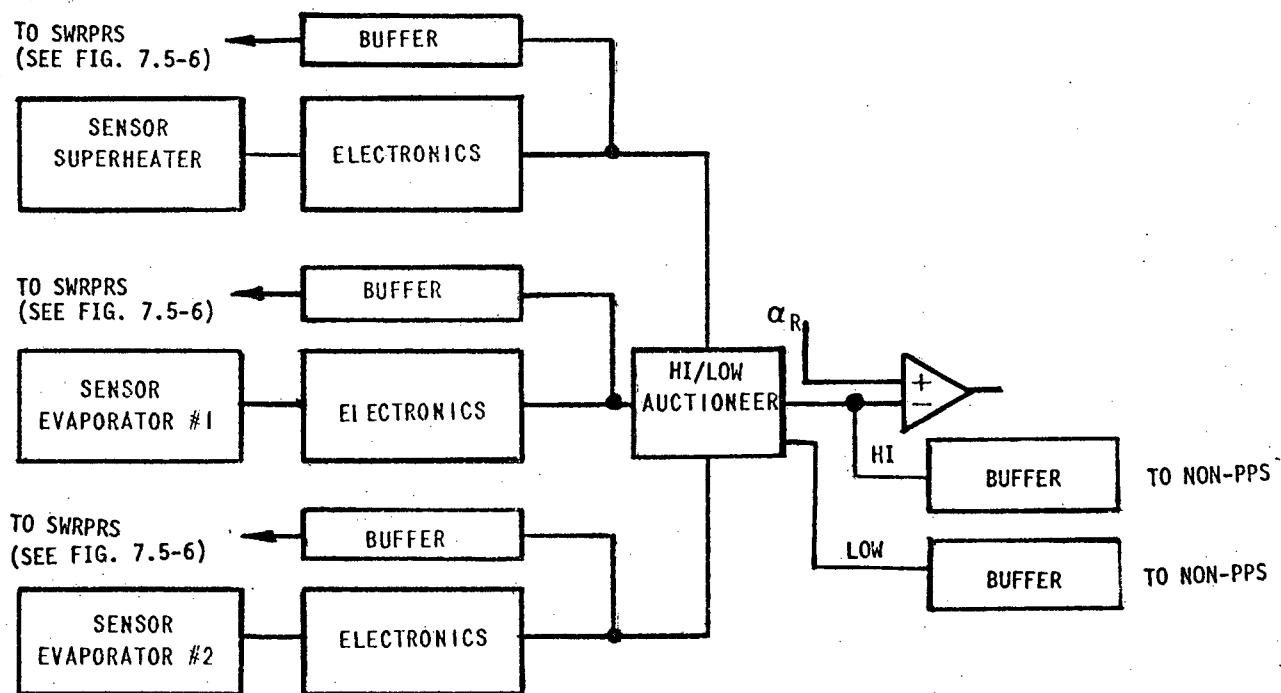 TO SWRPRS
(SEE FIG. 7.5-6)
BUFFER
SENSOR
SUPERHEATER
ELECTRONICS
TO SWRPRS
(SEE FIG. 7.5-6)
BUFFER
SENSOR
EVAPORATOR #1
ELECTRONICS
HI/LOW
AUCTIONEER
αR
+
−
HI
BUFFER
TO NON-PPS
LOW
BUFFER
TO NON-PPS
TO SWRPRS
(SEE FIG. 7.5-6)
BUFFER
SENSOR
EVAPORATOR #2
ELECTRONICS